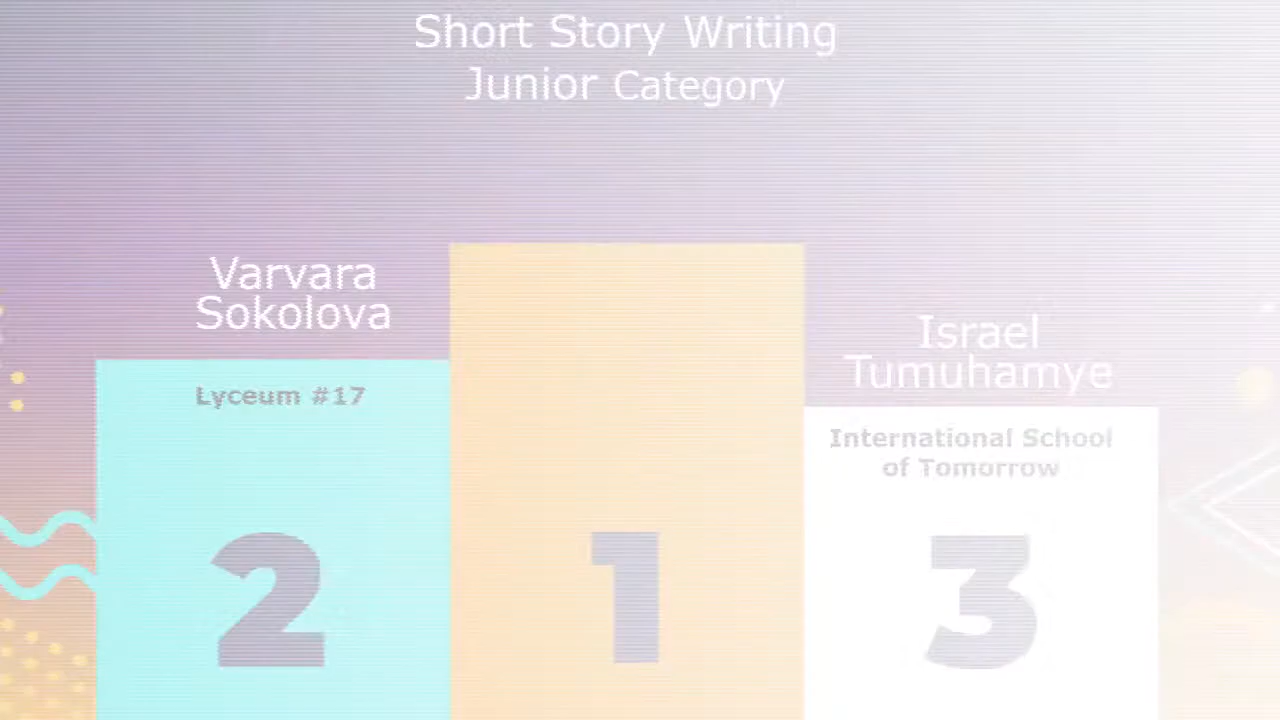 Short Story Writing
Junior Category
Varvara
Sokolova
Lyceum #17
2
1
Israel
Tumuhamye
International School
of Tomorrow
3